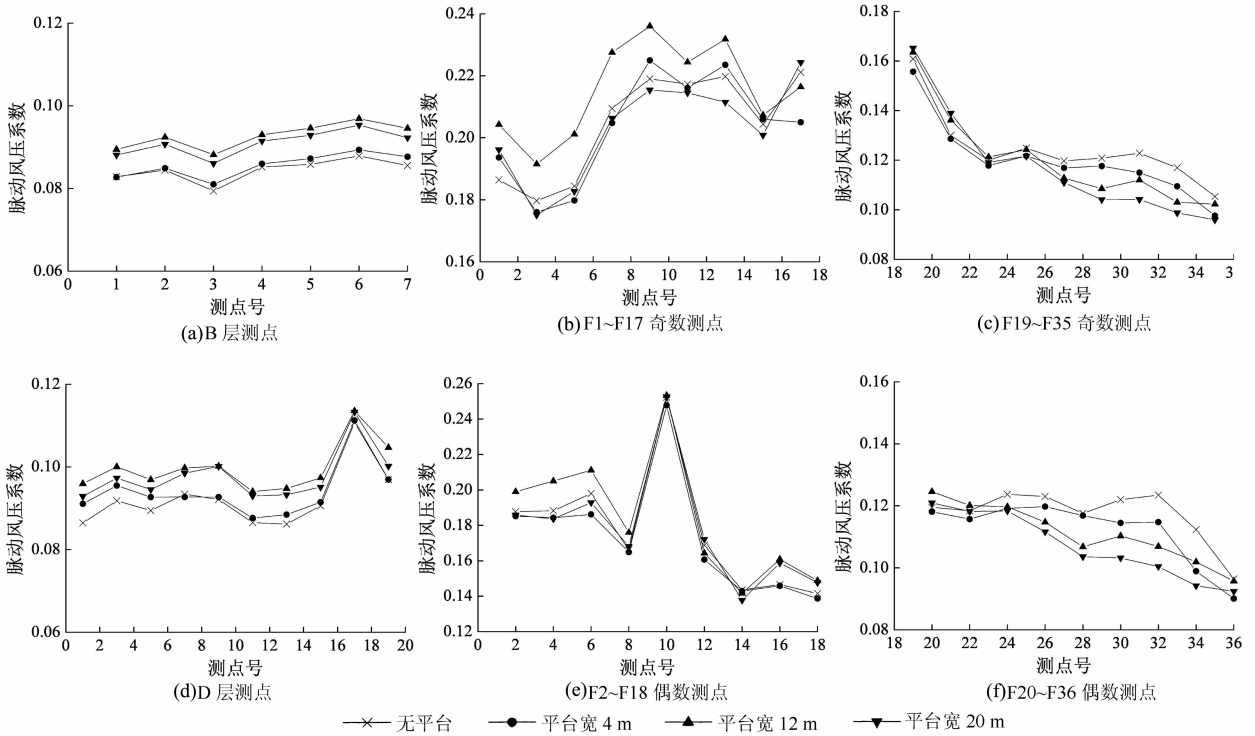 0.12
0.10
0.08
0.06
脉动风压系数
0 1 2 3 4 5 6 7
测点号
(a)B 层测点
0.24
0.22
0.20
0.18
0.16
脉动风压系数
0 2 4 6 8 10 12 14 16 18
测点号
(b)F1~F17 奇数测点
0.18
0.16
0.14
0.12
0.10
0.08
脉动风压系数
18 20 22 24 26 28 30 32 34 3
测点号
(c)F19~F35 奇数测点
0.12
0.10
0.08
0.06
脉动风压系数
0 2 4 6 8 10 12 14 16 18 20
测点号
(d)D 层测点
0.26
0.24
0.22
0.20
0.18
0.16
0.14
0.12
脉动风压系数
0 2 4 6 8 10 12 14 16 18
测点号
(e)F2~F18 偶数测点
0.16
0.14
0.12
0.10
0.08
脉动风压系数
18 20 22 24 26 28 30 32 34 36
测点号
(f)F20~F36 偶数测点
无平台 平台宽 4 m 平台宽 12 m 平台宽 20 m